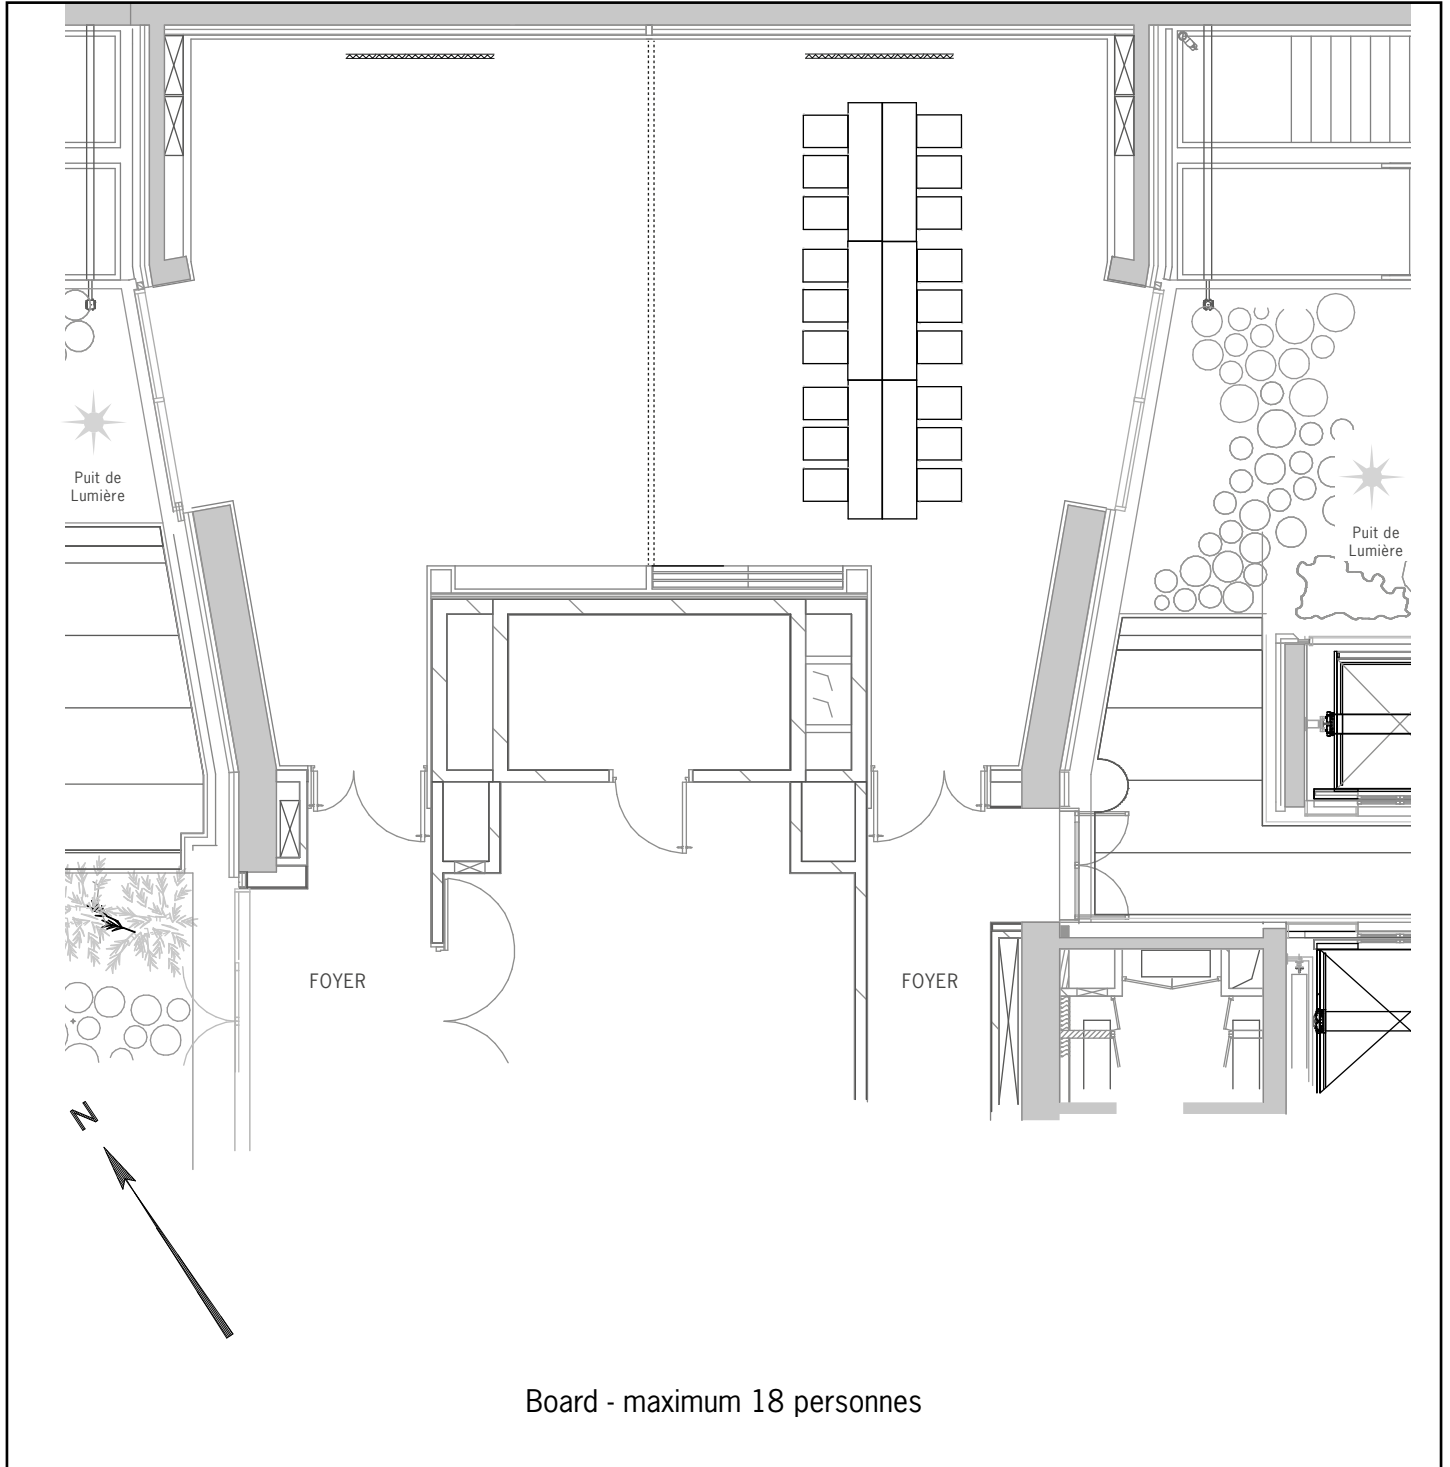 Puit de
Lumière
Puit de
Lumière
FOYER
FOYER
N
Board - maximum 18 personnes